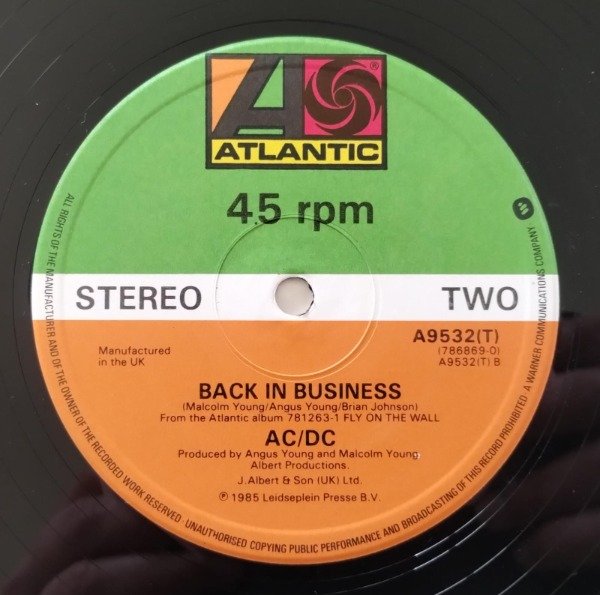 ATLANTIC
®
45 rpm
STEREO
TWO
Manufactured
in the UK
A9532(T)
(786869-0)
A9532(T) B
BACK IN BUSINESS
(Malcolm Young/Angus Young/Brian Johnson)
From the Atlantic album 781263-1 FLY ON THE WALL
AC/DC
Produced by Angus Young and Malcolm Young
Albert Productions.
J. Albert & Son (UK) Ltd.
℗ 1985 Leidseplein Presse B.V.
ALL RIGHTS OF THE MANUFACTURER AND OF THE OWNER OF THE RECORDED WORK RESERVED. UNAUTHORISED COPYING PUBLIC PERFORMANCE AND BROADCASTING OF THIS RECORD PROHIBITED. A WARNER COMMUNICATIONS COMPANY